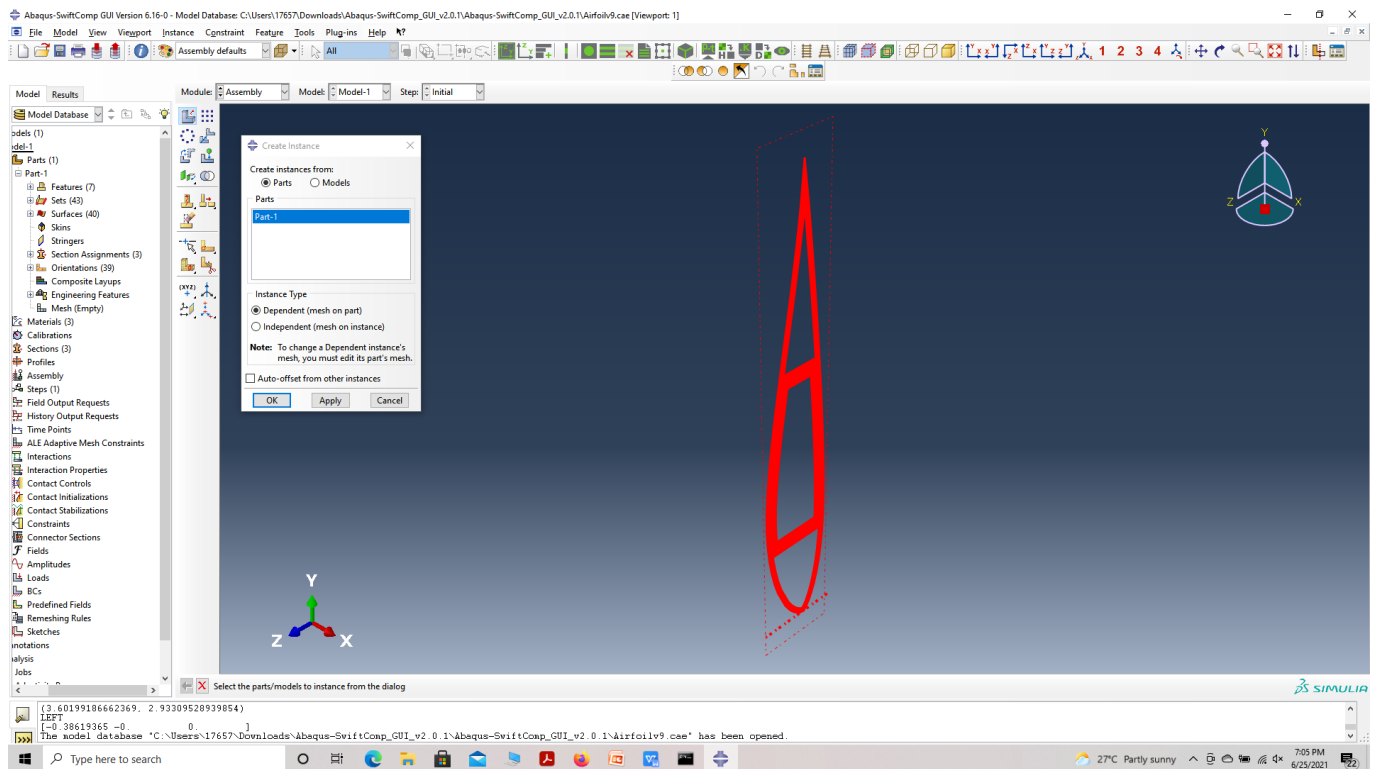 Abaqus-SwiftComp GUI Version 6.16-0 - Model Database: C:\Users\17657\Downloads\Abaqus-SwiftComp_GUI_v2.0.1\Abaqus-SwiftComp_GUI_v2.0.1\Airfoilv9.cae [Viewport: 1]
File Model View Viewport Instance Constraint Feature Tools Plug-ins Help
Assembly defaults All 1 2 3 4
Model Results Module: Assembly Model: Model-1 Step: Initial
Model Database
odels (1)
del-1
Parts (1)
Part-1
Features (7)
Sets (43)
Surfaces (40)
Skins
Stringers
Section Assignments (3)
Orientations (39)
Composite Layups
Engineering Features
Mesh (Empty)
Materials (3)
Calibrations
Sections (3)
Profiles
Assembly
Steps (1)
Field Output Requests
History Output Requests
Time Points
ALE Adaptive Mesh Constraints
Interactions
Interaction Properties
Contact Controls
Contact Initializations
Contact Stabilizations
Constraints
Connector Sections
Fields
Amplitudes
Loads
BCs
Predefined Fields
Remeshing Rules
Sketches
nnotations
alysis
Jobs
(XYZ)
Create Instance
Create instances from:
Parts Models
Parts
Part-1
Instance Type
Dependent (mesh on part)
Independent (mesh on instance)
Note: To change a Dependent instance's
mesh, you must edit its part's mesh.
Auto-offset from other instances
OK Apply Cancel
Y
Z X
Y
Z X
Select the parts/models to instance from the dialog
SIMULIA
(3.60199186662369, 2.93309528939854)
LEFT
[-0.38619365 -0. 0. ]
The model database "C:\Users\17657\Downloads\Abaqus-SwiftComp_GUI_v2.0.1\Abaqus-SwiftComp_GUI_v2.0.1\Airfoilv9.cae" has been opened.
Type here to search
27°C Partly sunny
7:05 PM
6/25/2021
22